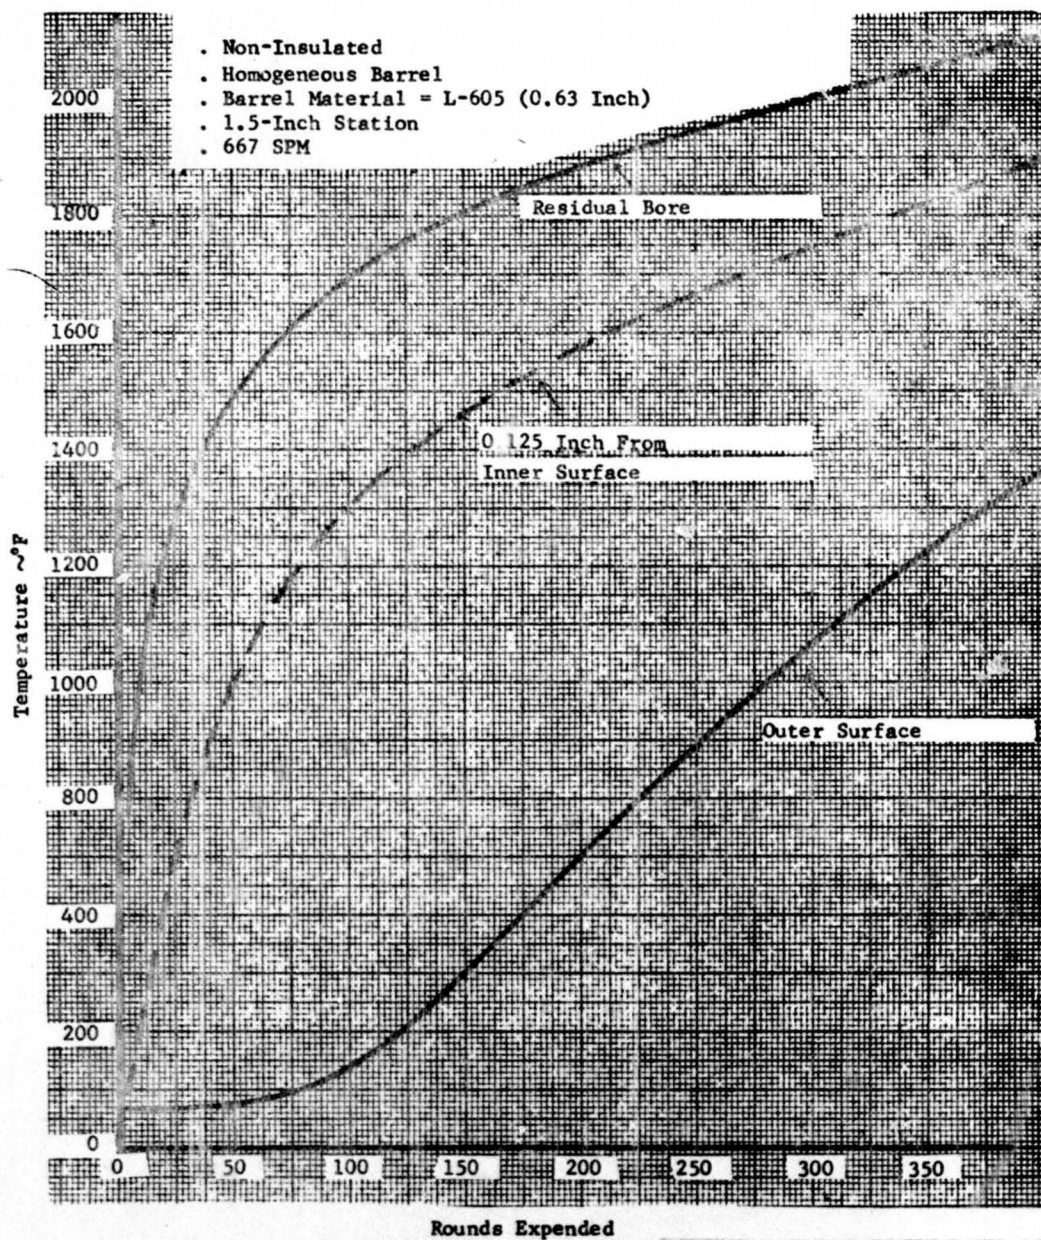 . Non-Insulated
. Homogeneous Barrel
. Barrel Material = L-605 (0.63 Inch)
. 1.5-Inch Station
. 667 SPM
2000
1800
1600
1400
1200
1000
800
400
200
0
Residual Bore
0.125 Inch From
Inner Surface
Outer Surface
Temperature ~°F
0 50 100 150 200 250 300 350
Rounds Expended